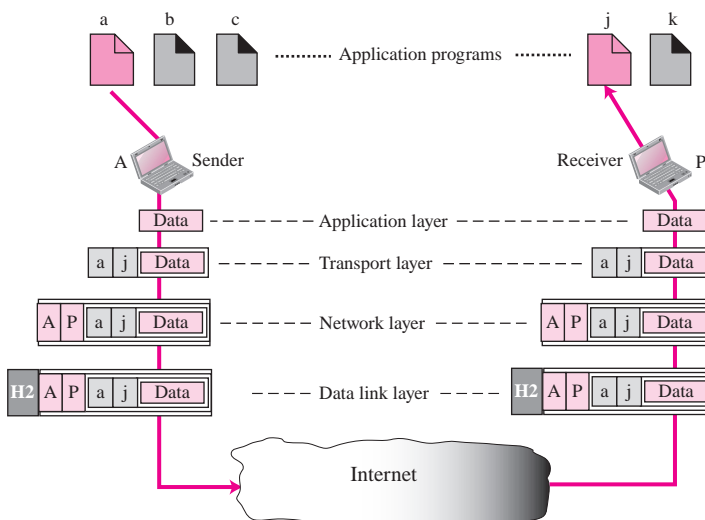 a b c j k
Application programs
A Sender Receiver P
Data Application layer Data
a j Data Transport layer a j Data
A P a j Data Network layer A P a j Data
H2 A P a j Data Data link layer H2 A P a j Data
Internet